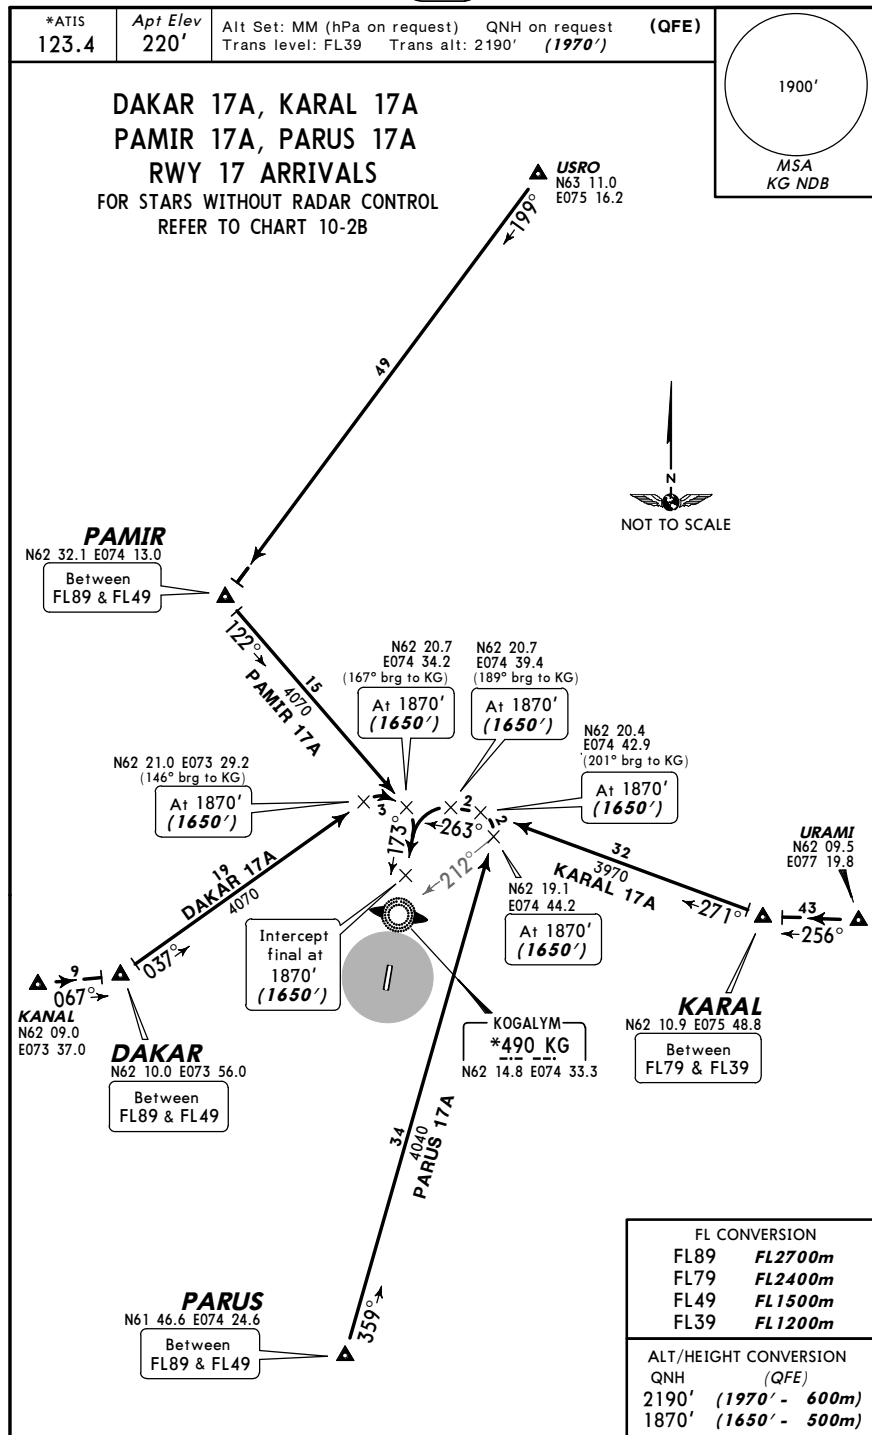 *ATIS
123.4
Apt Elev
220'
Alt Set: MM (hPa on request) QNH on request (QFE)
Trans level: FL39 Trans alt: 2190' (1970')
1900'
MSA
KG NDB
DAKAR 17A, KARAL 17A
PAMIR 17A, PARUS 17A
RWY 17 ARRIVALS
FOR STARS WITHOUT RADAR CONTROL
REFER TO CHART 10-2B
USRO
N63 11.0
E075 16.2
199°
49
N
NOT TO SCALE
PAMIR
N62 32.1 E074 13.0
Between
FL89 & FL49
122°
15
4070
PAMIR 17A
N62 20.7
E074 34.2
(167° brg to KG)
At 1870'
(1650')
N62 20.7
E074 39.4
(189° brg to KG)
At 1870'
(1650')
N62 20.4
E074 42.9
(201° brg to KG)
At 1870'
(1650')
N62 21.0 E073 29.2
(146° brg to KG)
At 1870'
(1650')
3
2
2
263°
173°
212°
19
DAKAR 17A
4070
037°
32
3970
KARAL 17A
271°
URAMI
N62 09.5
E077 19.8
43
256°
N62 19.1
E074 44.2
At 1870'
(1650')
Intercept
final at
1870'
(1650')
9
067°
KANAL
N62 09.0
E073 37.0
DAKAR
N62 10.0 E073 56.0
Between
FL89 & FL49
KOGALYM
*490 KG
N62 14.8 E074 33.3
KARAL
N62 10.9 E075 48.8
Between
FL79 & FL39
34
4040
PARUS 17A
359°
PARUS
N61 46.6 E074 24.6
Between
FL89 & FL49
FL CONVERSION
FL89 FL2700m
FL79 FL2400m
FL49 FL1500m
FL39 FL1200m
ALT/HEIGHT CONVERSION
QNH (QFE)
2190' (1970' - 600m)
1870' (1650' - 500m)